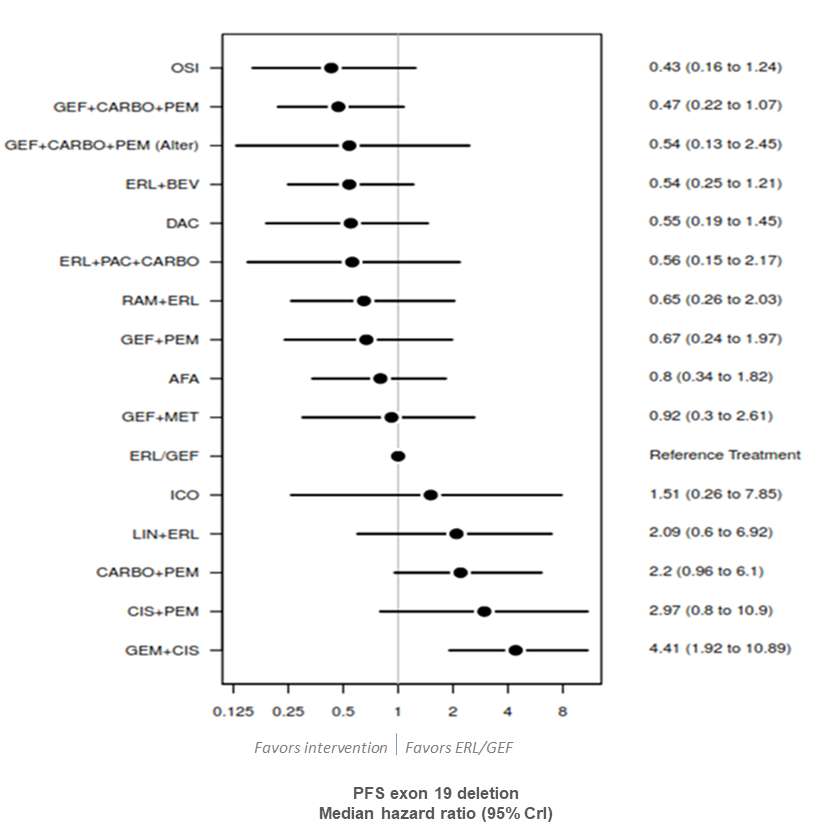 OSI 0.43 (0.16 to 1.24)
GEF+CARBO+PEM 0.47 (0.22 to 1.07)
GEF+CARBO+PEM (Alter) 0.54 (0.13 to 2.45)
ERL+BEV 0.54 (0.25 to 1.21)
DAC 0.55 (0.19 to 1.45)
ERL+PAC+CARBO 0.56 (0.15 to 2.17)
RAM+ERL 0.65 (0.26 to 2.03)
GEF+PEM 0.67 (0.24 to 1.97)
AFA 0.8 (0.34 to 1.82)
GEF+MET 0.92 (0.3 to 2.61)
ERL/GEF Reference Treatment
ICO 1.51 (0.26 to 7.85)
LIN+ERL 2.09 (0.6 to 6.92)
CARBO+PEM 2.2 (0.96 to 6.1)
CIS+PEM 2.97 (0.8 to 10.9)
GEM+CIS 4.41 (1.92 to 10.89)
0.125 0.25 0.5 1 2 4 8
Favors intervention Favors ERL/GEF
PFS exon 19 deletion
Median hazard ratio (95% CrI)